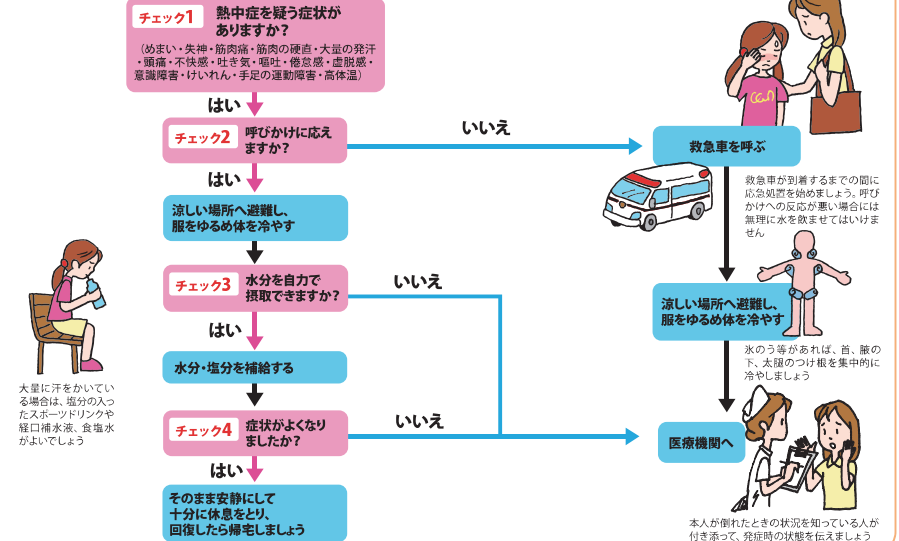 チェック1
熱中症を疑う症状が
ありますか?
(めまい・失神・筋肉痛・筋肉の硬直・大量の発汗
・頭痛・不快感・吐き気・嘔吐・倦怠感・虚脱感・
意識障害・けいれん・手足の運動障害・高体温)
はい
チェック2
呼びかけに応え
ますか?
いいえ
救急車を呼ぶ
救急車が到着するまでの間に
応急処置を始めましょう。呼び
かけへの反応が悪い場合には
無理に水を飲ませてはいけま
せん
はい
涼しい場所へ避難し、
服をゆるめ体を冷やす
チェック3
水分を自力で
摂取できますか?
いいえ
涼しい場所へ避難し、
服をゆるめ体を冷やす
氷のう等があれば、首、腋の
下、太腿のつけ根を集中的に
冷やしましょう
はい
水分・塩分を補給する
大量に汗をかいてい
る場合は、塩分の入っ
たスポーツドリンクや
経口補水液、食塩水
がよいでしょう
チェック4
症状がよくなり
ましたか?
いいえ
医療機関へ
本人が倒れたときの状況を知っている人が
付き添って、発症時の状態を伝えましょう
はい
そのまま安静にして
十分に休息をとり、
回復したら帰宅しましょう